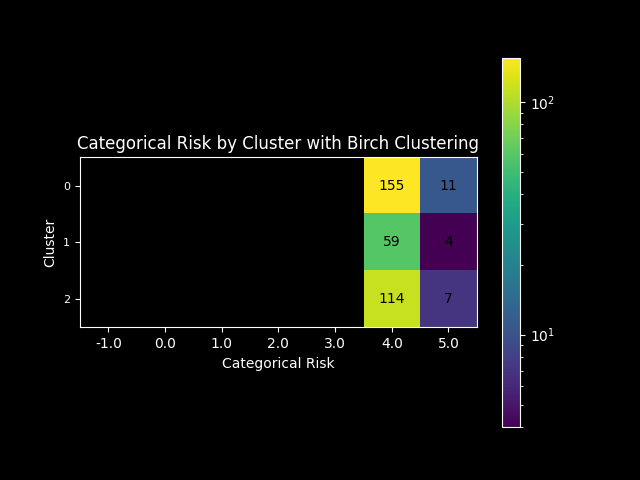 Categorical Risk by Cluster with Birch Clustering
Cluster
0
155
11
1
59
4
2
114
7
-1.0 0.0 1.0 2.0 3.0 4.0 5.0
Categorical Risk
10²
10¹